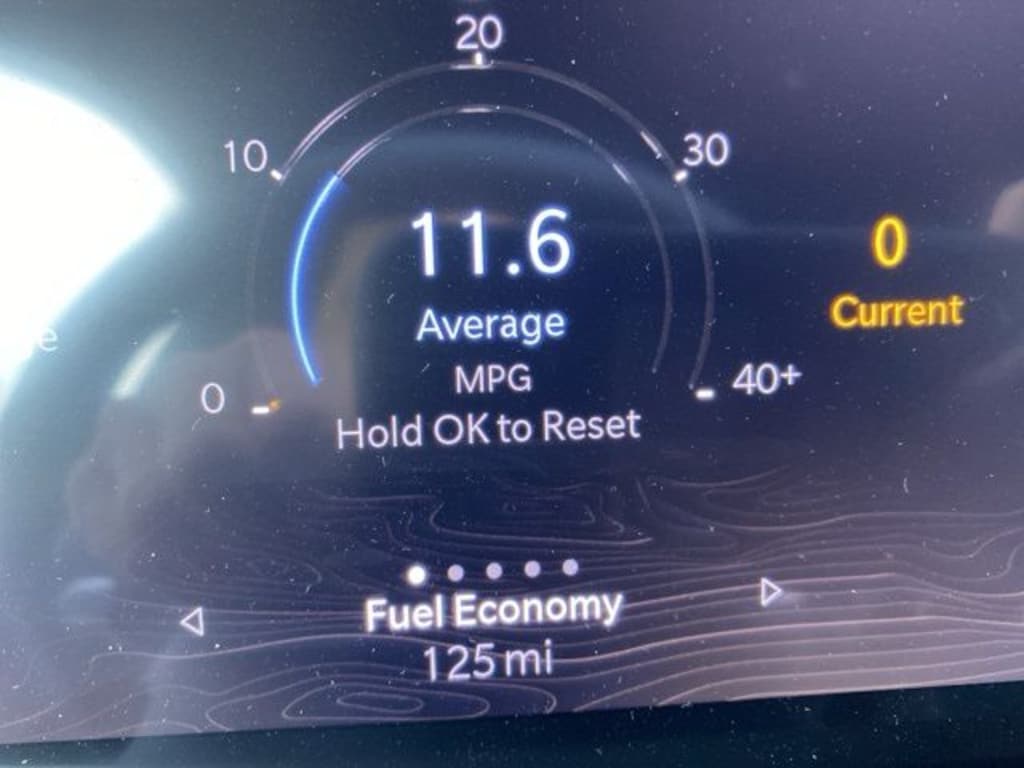 20
10
30
11.6
0
Average
Current
MPG
0
40+
Hold OK to Reset
Fuel Economy
125 mi